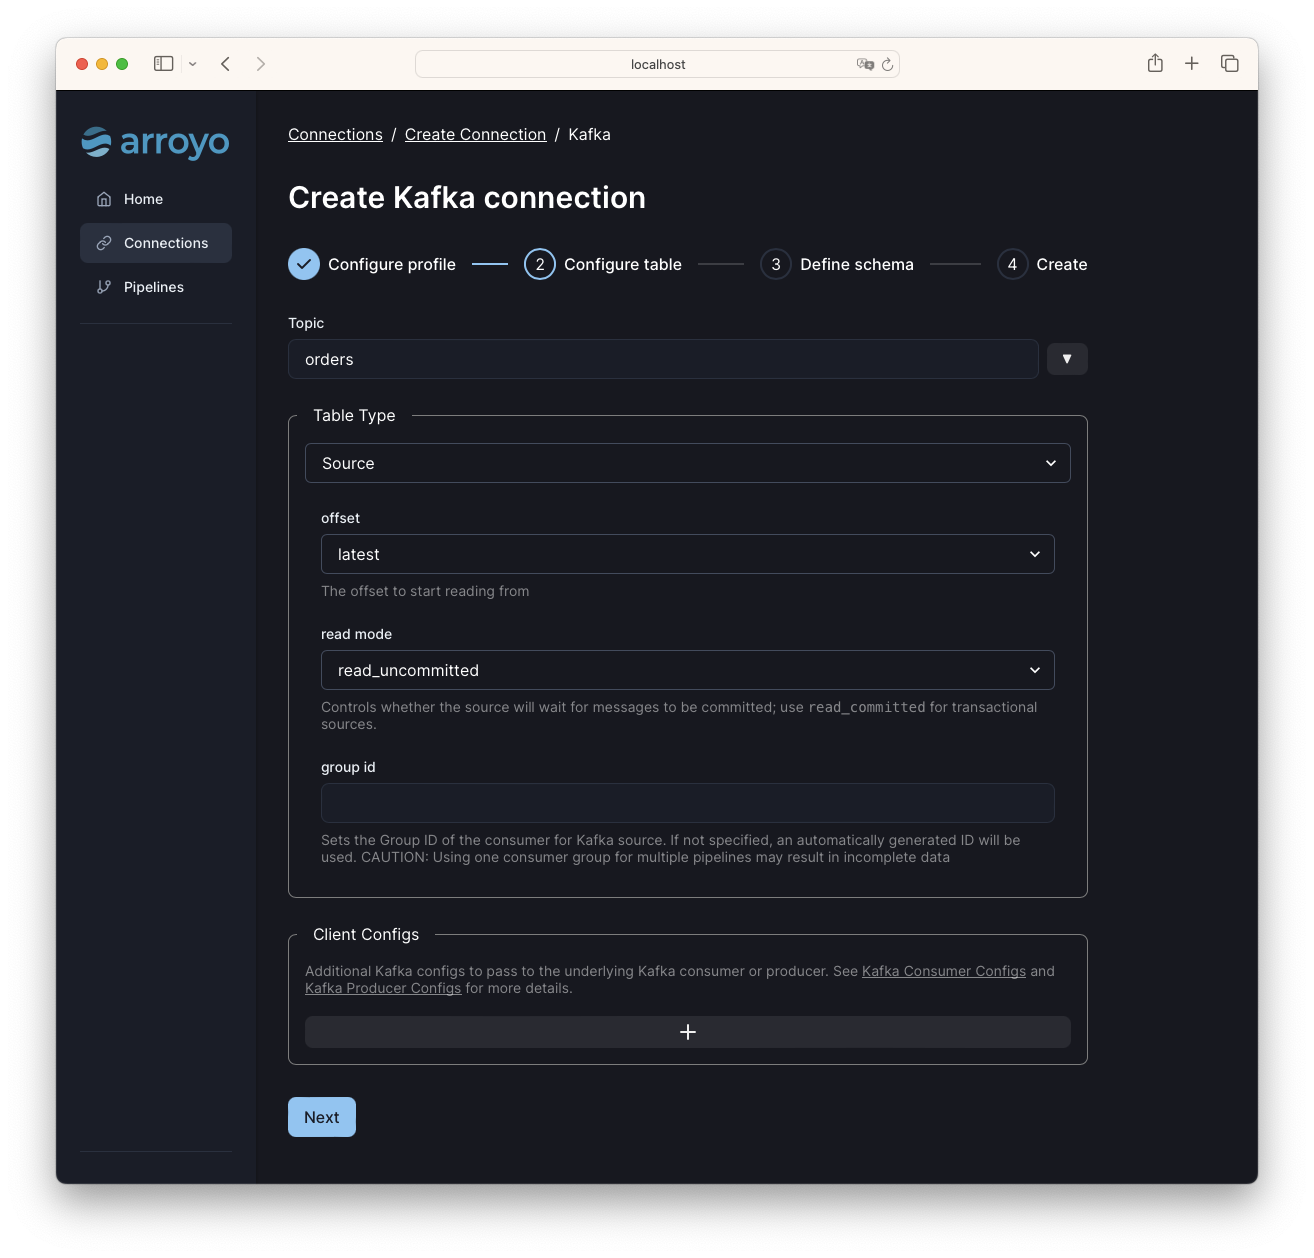 localhost
arroyo
Home
Connections
Pipelines
Connections / Create Connection / Kafka
Create Kafka connection
Configure profile 2 Configure table 3 Define schema 4 Create
Topic
orders
Table Type
Source
offset
latest
The offset to start reading from
read mode
read_uncommitted
Controls whether the source will wait for messages to be committed; use read_committed for transactional
sources.
group id
Sets the Group ID of the consumer for Kafka source. If not specified, an automatically generated ID will be
used. CAUTION: Using one consumer group for multiple pipelines may result in incomplete data
Client Configs
Additional Kafka configs to pass to the underlying Kafka consumer or producer. See Kafka Consumer Configs and
Kafka Producer Configs for more details.
Next